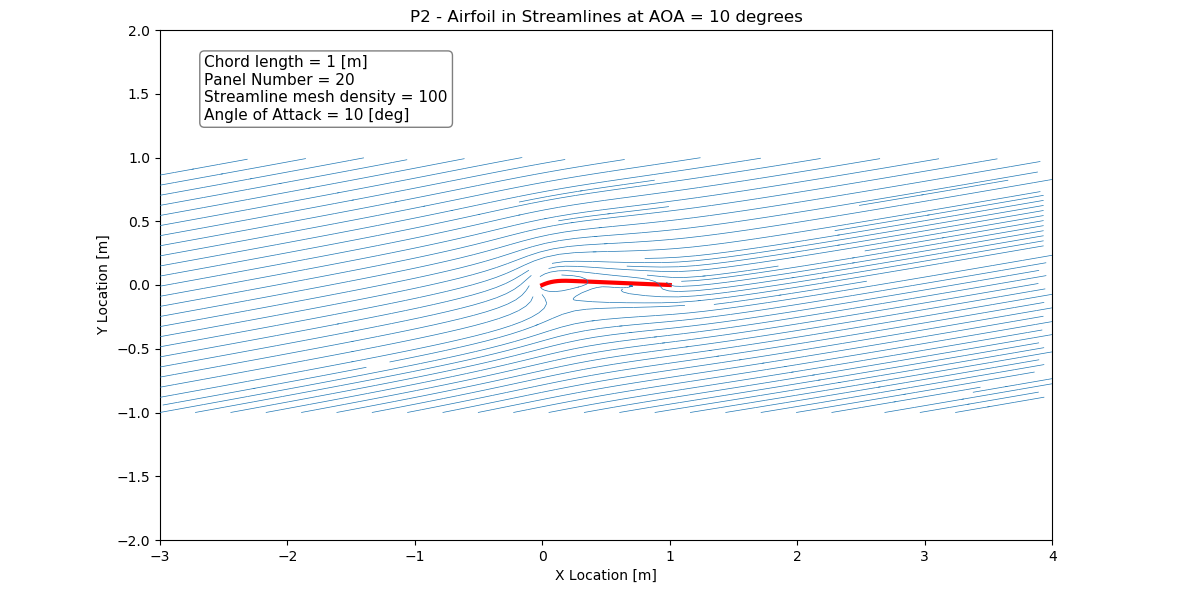 P2 - Airfoil in Streamlines at AOA = 10 degrees
Chord length = 1 [m]
Panel Number = 20
Streamline mesh density = 100
Angle of Attack = 10 [deg]
2.0
1.5
1.0
0.5
0.0
−0.5
−1.0
−1.5
−2.0
Y Location [m]
−3 −2 −1 0 1 2 3 4
X Location [m]